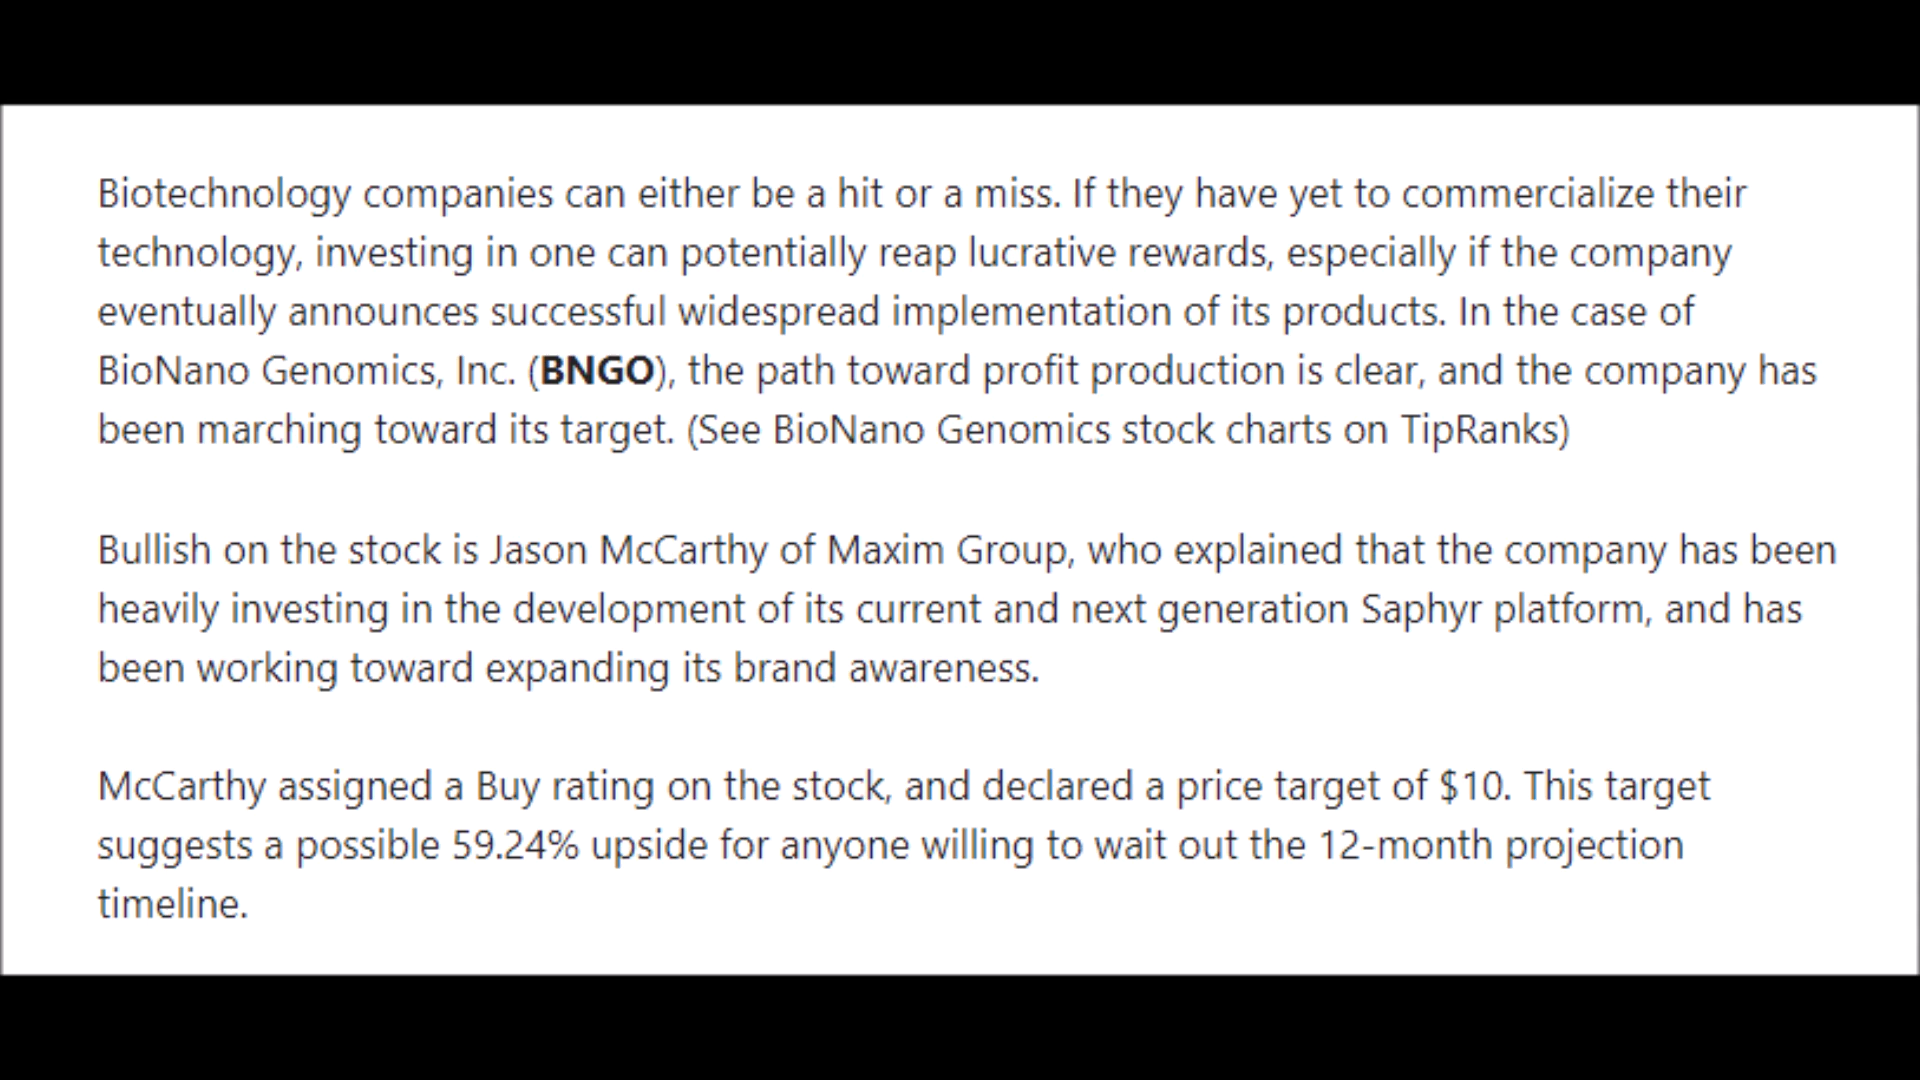 Biotechnology companies can either be a hit or a miss. If they have yet to commercialize their
technology, investing in one can potentially reap lucrative rewards, especially if the company
eventually announces successful widespread implementation of its products. In the case of
BioNano Genomics, Inc. (BNGO), the path toward profit production is clear, and the company has
been marching toward its target. (See BioNano Genomics stock charts on TipRanks)
Bullish on the stock is Jason McCarthy of Maxim Group, who explained that the company has been
heavily investing in the development of its current and next generation Saphyr platform, and has
been working toward expanding its brand awareness.
McCarthy assigned a Buy rating on the stock, and declared a price target of $10. This target
suggests a possible 59.24% upside for anyone willing to wait out the 12-month projection
timeline.